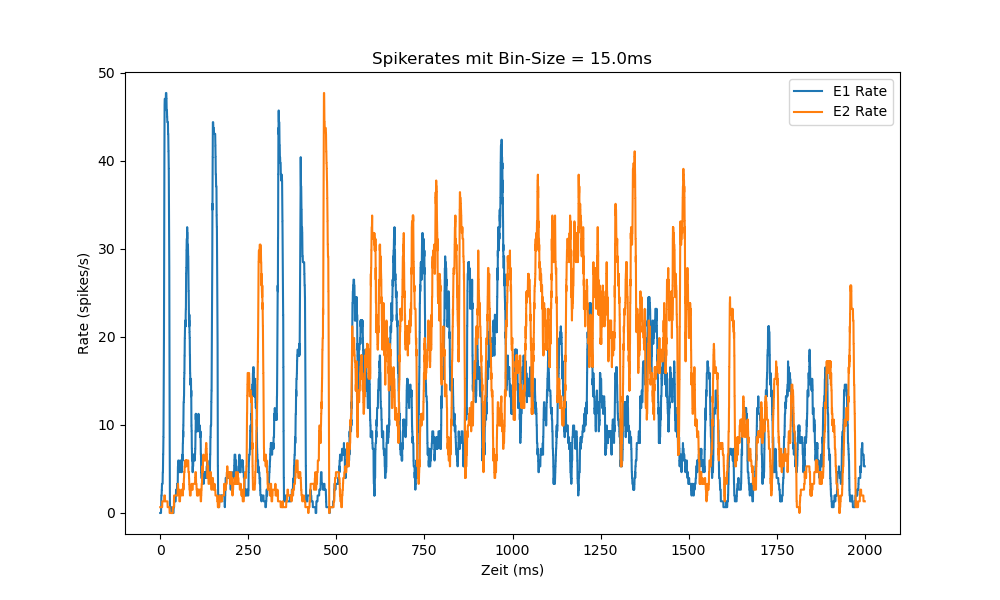 Spikerates mit Bin-Size = 15.0ms
E1 Rate
E2 Rate
50
40
30
20
10
0
Rate (spikes/s)
0 250 500 750 1000 1250 1500 1750 2000
Zeit (ms)